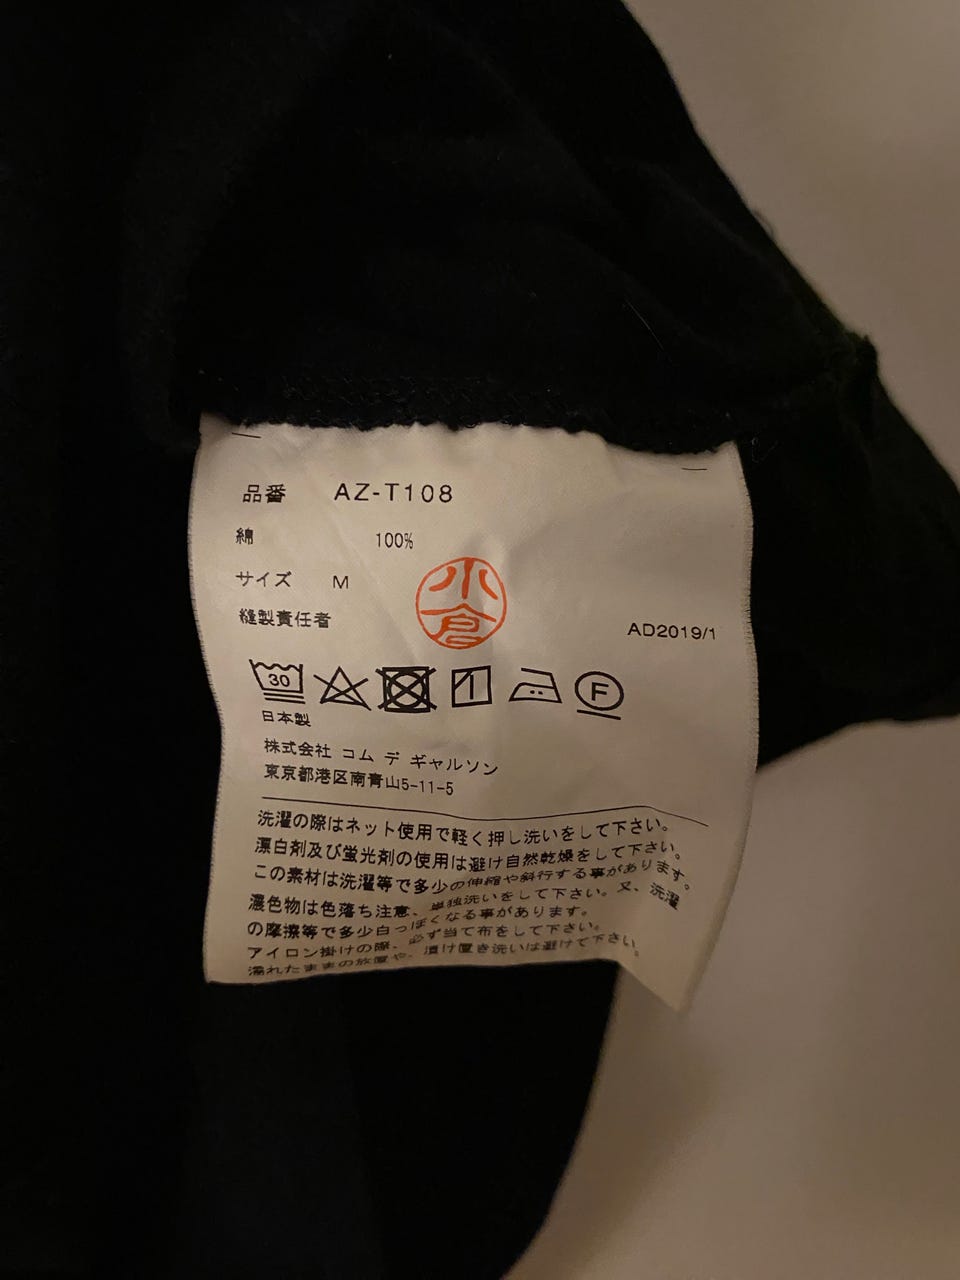 品番 AZ-T108
綿 100%
サイズ M
縫製責任者 小倉
AD2019/1
30 F
日本製
株式会社 コム デ ギャルソン
東京都港区南青山5-11-5
洗濯の際はネット使用で軽く押し洗いをして下さい。
漂白剤及び蛍光剤の使用は避け自然乾燥をして下さい。
この素材は洗濯等で多少の伸縮や斜行する事があります。
濃色物は色落ち注意、単独洗いをして下さい。又、洗濯
の摩擦等で多少白っぽくなる事があります。
アイロン掛けの際、必ず当て布をして下さい。
濡れたままの放置や、漬け置き洗いは避けて下さい。